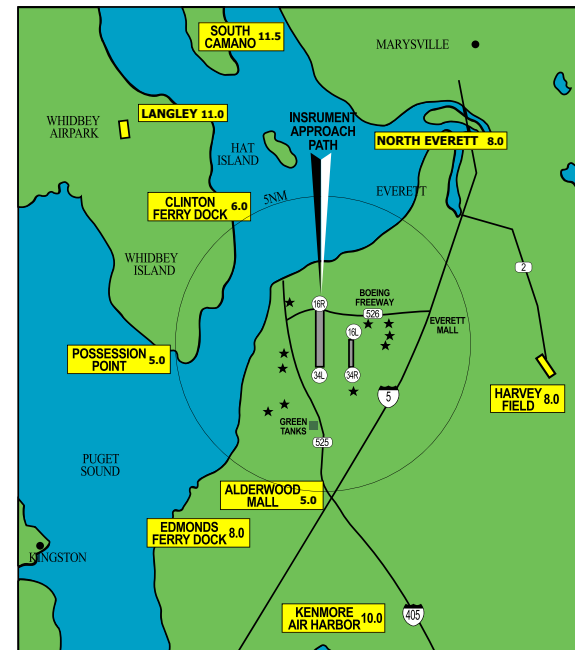 SOUTH
CAMANO 11.5
MARYSVILLE
LANGLEY 11.0
WHIDBEY
AIRPARK
INSRUMENT
APPROACH
PATH
HAT
ISLAND
NORTH EVERETT 8.0
EVERETT
5NM
CLINTON
FERRY DOCK 6.0
WHIDBEY
ISLAND
2
BOEING
FREEWAY
16R
526
16L
EVERETT
MALL
POSSESSION
POINT 5.0
34L
34R
5
HARVEY
FIELD 8.0
GREEN
TANKS
525
PUGET
SOUND
ALDERWOOD
MALL 5.0
EDMONDS
FERRY DOCK 8.0
KINGSTON
KENMORE
AIR HARBOR 10.0
405